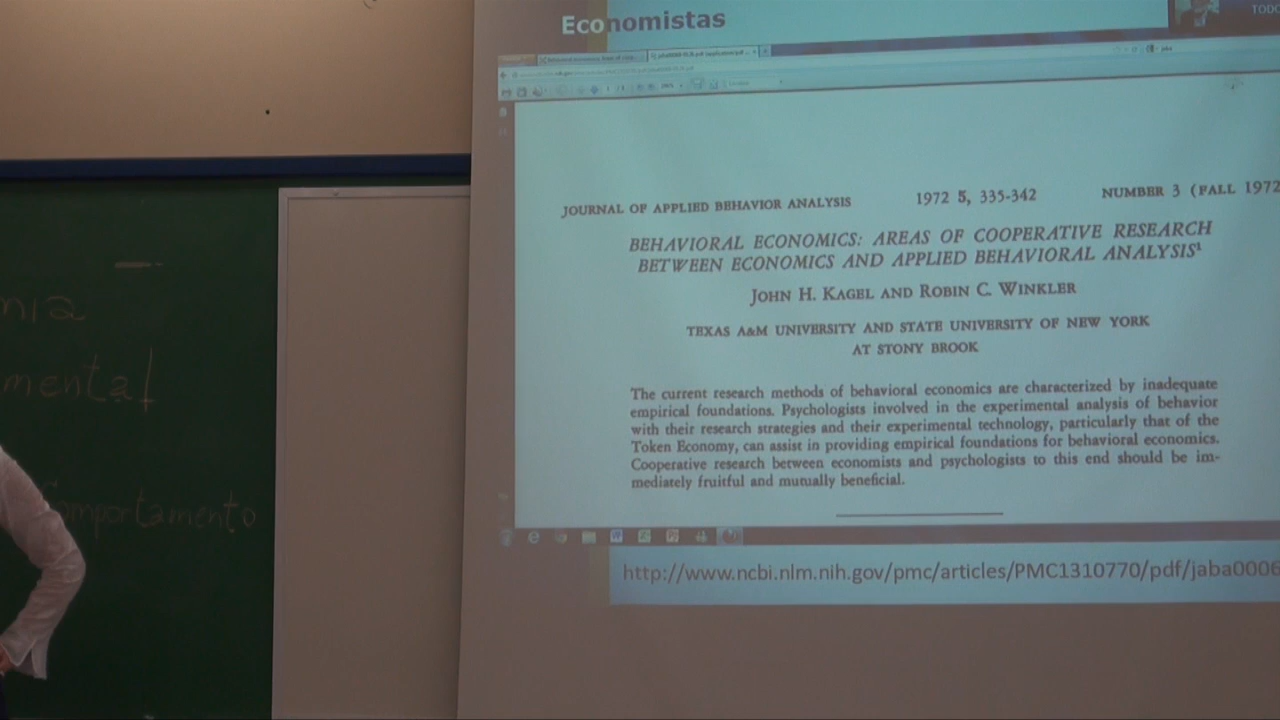 Economistas
TODO
JOURNAL OF APPLIED BEHAVIOR ANALYSIS 1972 5, 335-342 NUMBER 3 (FALL 1972
BEHAVIORAL ECONOMICS: AREAS OF COOPERATIVE RESEARCH
BETWEEN ECONOMICS AND APPLIED BEHAVIORAL ANALYSIS¹
JOHN H. KAGEL AND ROBIN C. WINKLER
TEXAS A&M UNIVERSITY AND STATE UNIVERSITY OF NEW YORK
AT STONY BROOK
The current research methods of behavioral economics are characterized by inadequate
empirical foundations. Psychologists involved in the experimental analysis of behavior
with their research strategies and their experimental technology, particularly that of the
Token Economy, can assist in providing empirical foundations for behavioral economics.
Cooperative research between economists and psychologists to this end should be im-
mediately fruitful and mutually beneficial.
http://www.ncbi.nlm.nih.gov/pmc/articles/PMC1310770/pdf/jaba0006
mia
mental
omportamento